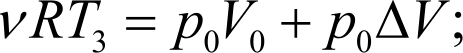 νRT₃ = p₀V₀ + p₀ΔV;